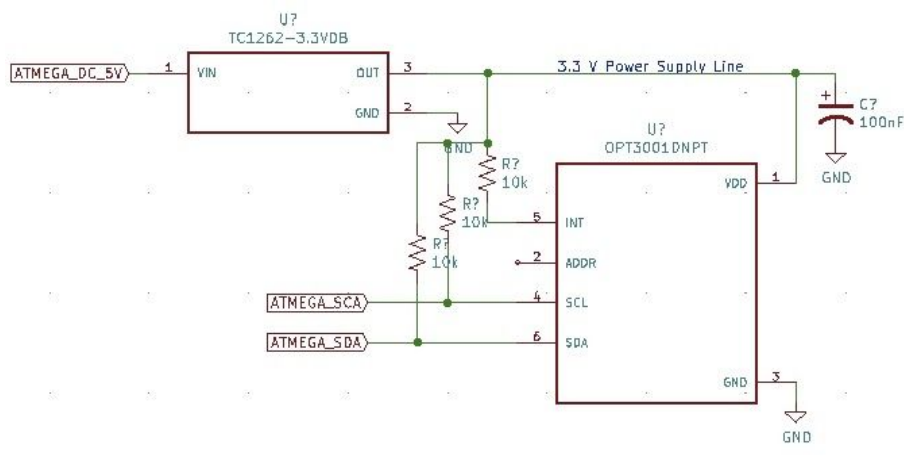 U?
TC1262-3.3VDB
ATMEGA_DC_5V
1
VIN
OUT
3
3.3 V Power Supply Line
GND
2
GND
+
C?
100nF
GND
U?
OPT3001DNPT
R?
10k
R?
10k
R?
10k
VDD
1
5
INT
2
ADDR
ATMEGA_SCA
4
SCL
ATMEGA_SDA
6
SDA
GND
3
GND